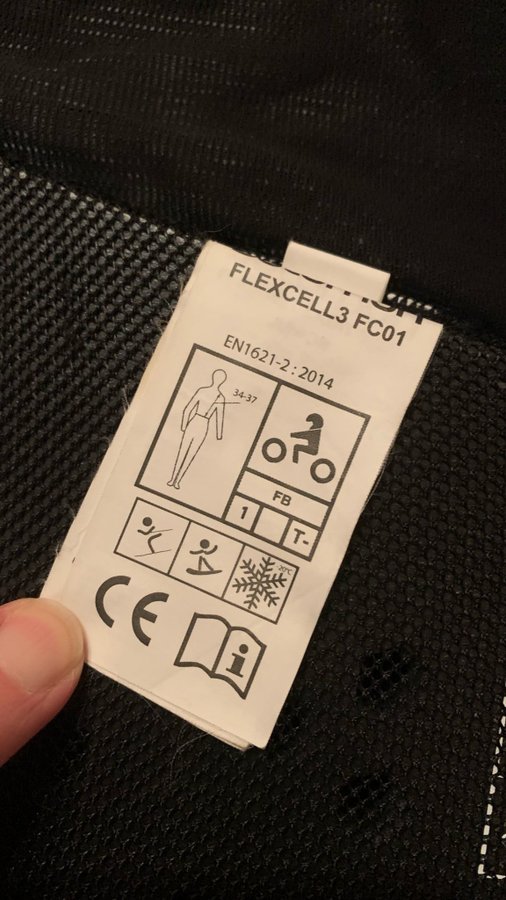 FLEXCELL3 FC01
EN1621-2 : 2014
34-37
FB
1
T-
CE
i